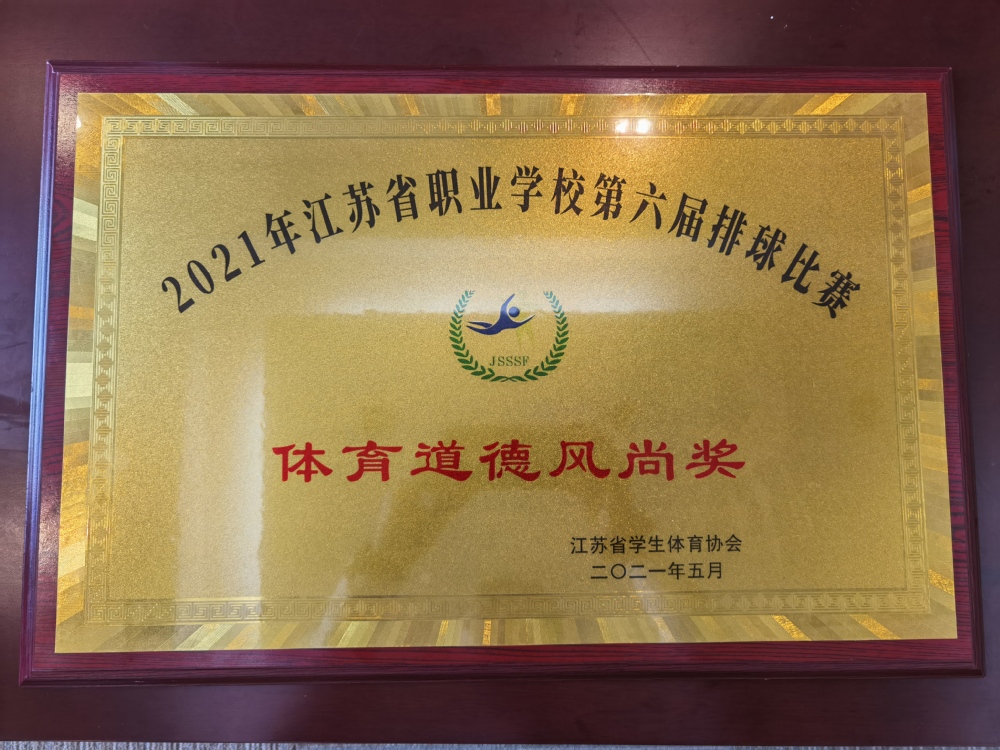 2021年江苏省职业学校第六届排球比赛
JSSSF
体育道德风尚奖
江苏省学生体育协会
二〇二一年五月